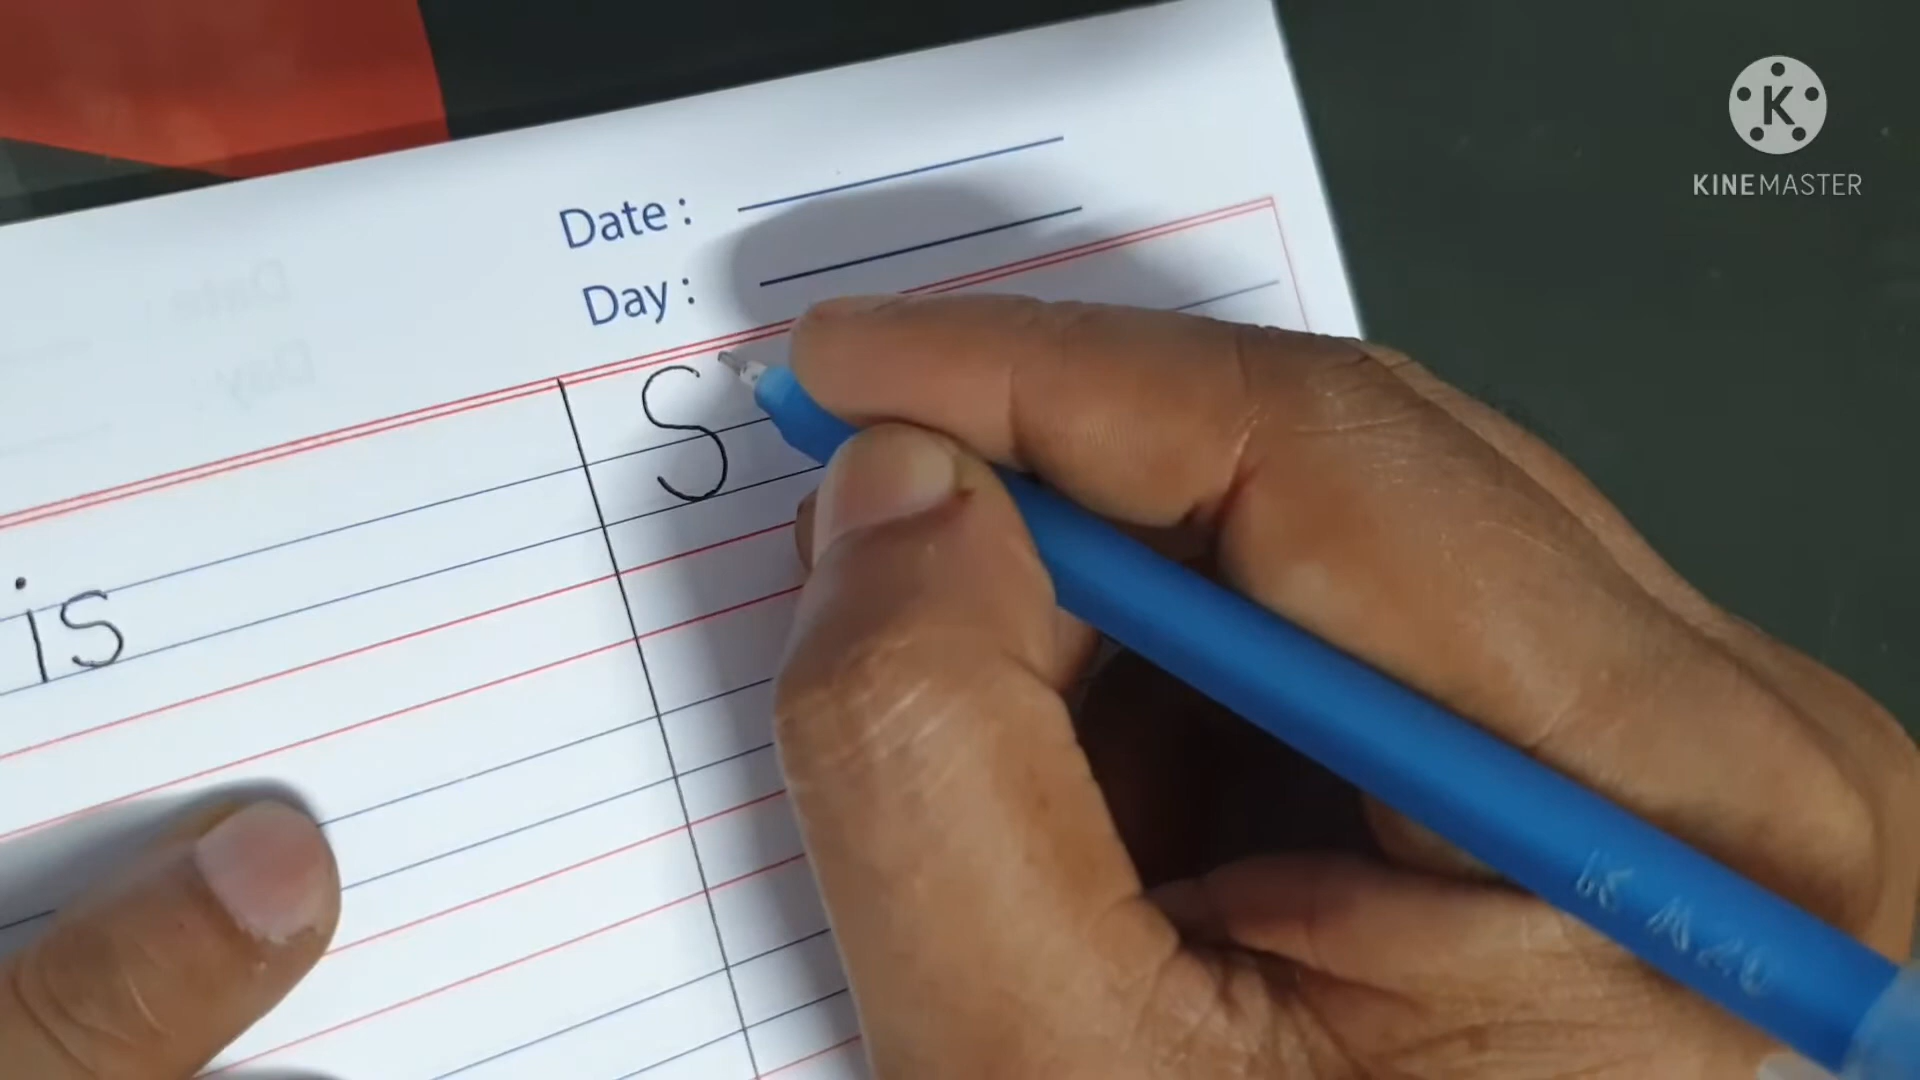 KINEMASTER
Date :
Day :
S
is